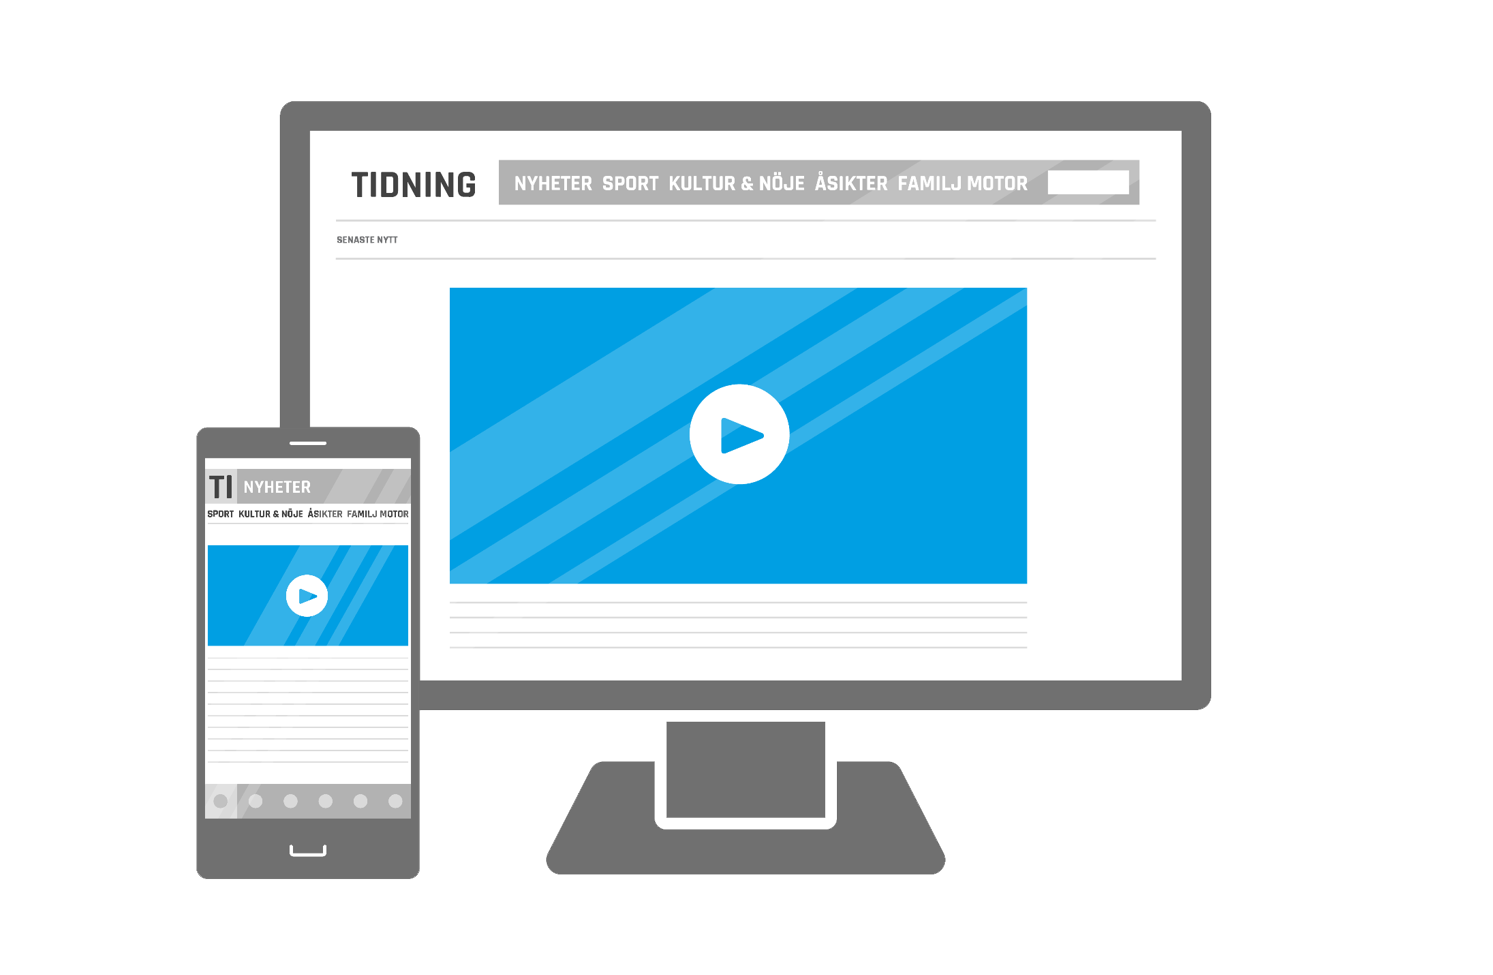 TIDNING
NYHETER SPORT KULTUR & NÖJE ÅSIKTER FAMILJ MOTOR
SENASTE NYTT
TI NYHETER
SPORT KULTUR & NÖJE ÅSIKTER FAMILJ MOTOR